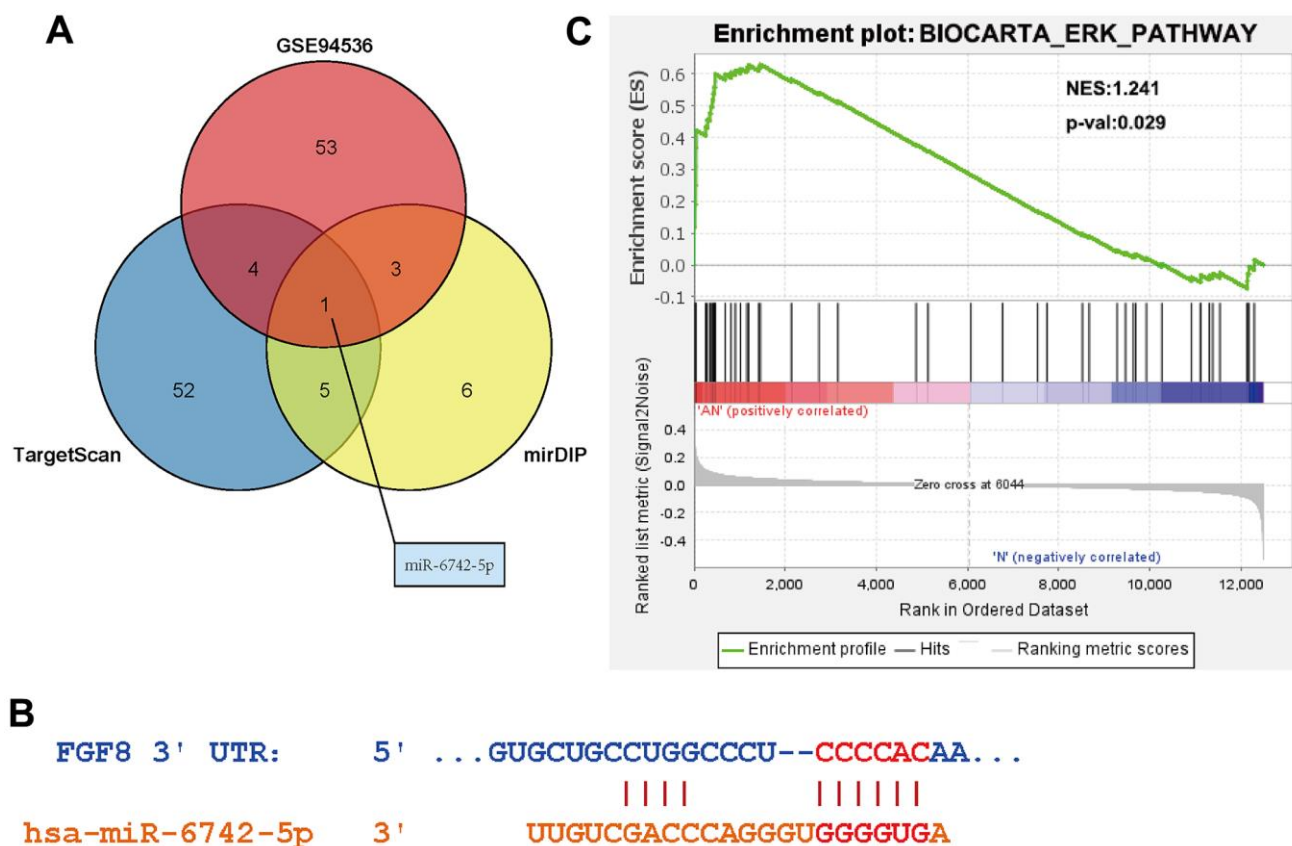 A
GSE94536
53
4
3
1
52
5
6
TargetScan
mirDIP
miR-6742-5p
C
Enrichment plot: BIOCARTA_ERK_PATHWAY
NES:1.241
p-val:0.029
Enrichment score (ES)
0.6
0.5
0.4
0.3
0.2
0.1
0.0
-0.1
'AN' (positively correlated)
Ranked list metric (Signal2Noise)
0.4
0.2
0.0
-0.2
-0.4
Zero cross at 6044
'N' (negatively correlated)
0 2,000 4,000 6,000 8,000 10,000 12,000
Rank in Ordered Dataset
Enrichment profile Hits Ranking metric scores
B
FGF8 3' UTR: 5' ...GUGCUGCCUGGCCCU--CCCCACAA...
hsa-miR-6742-5p 3' UUGUCGACCCAGGGUGGGGUGA